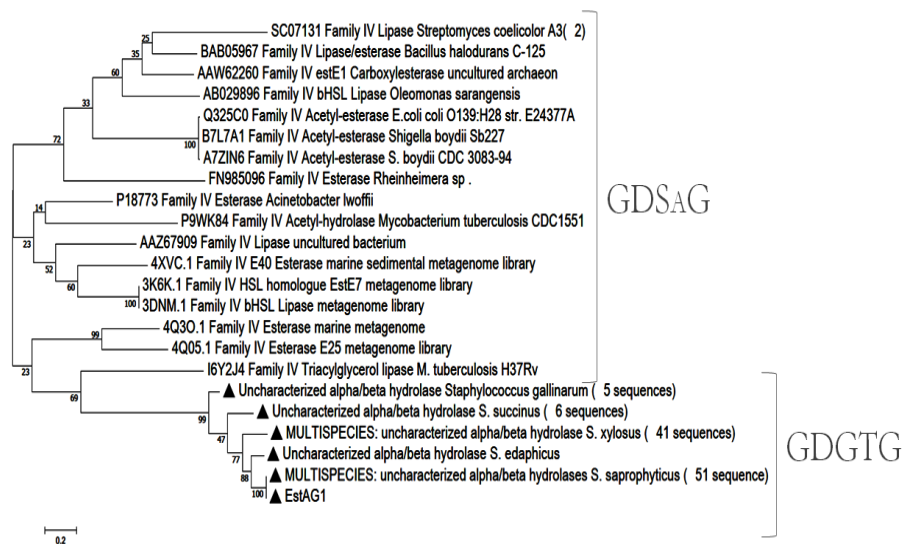 SC07131 Family IV Lipase Streptomyces coelicolor A3( 2)
BAB05967 Family IV Lipase/esterase Bacillus halodurans C-125
AAW62260 Family IV estE1 Carboxylesterase uncultured archaeon
AB029896 Family IV bHSL Lipase Oleomonas sarangensis
Q325C0 Family IV Acetyl-esterase E.coli coli O139:H28 str. E24377A
B7L7A1 Family IV Acetyl-esterase Shigella boydii Sb227
A7ZIN6 Family IV Acetyl-esterase S. boydii CDC 3083-94
FN985096 Family IV Esterase Rheinheimera sp .
P18773 Family IV Esterase Acinetobacter lwoffii
P9WK84 Family IV Acetyl-hydrolase Mycobacterium tuberculosis CDC1551
AAZ67909 Family IV Lipase uncultured bacterium
4XVC.1 Family IV E40 Esterase marine sedimental metagenome library
3K6K.1 Family IV HSL homologue EstE7 metagenome library
3DNM.1 Family IV bHSL Lipase metagenome library
4Q3O.1 Family IV Esterase marine metagenome
4Q05.1 Family IV Esterase E25 metagenome library
I6Y2J4 Family IV Triacylglycerol lipase M. tuberculosis H37Rv
Uncharacterized alpha/beta hydrolase Staphylococcus gallinarum ( 5 sequences)
Uncharacterized alpha/beta hydrolase S. succinus ( 6 sequences)
MULTISPECIES: uncharacterized alpha/beta hydrolase S. xylosus ( 41 sequences)
Uncharacterized alpha/beta hydrolase S. edaphicus
MULTISPECIES: uncharacterized alpha/beta hydrolases S. saprophyticus ( 51 sequence)
EstAG1
GDSAG
GDGTG
25
35
60
33
100
72
14
23
52
60
100
99
23
69
99
47
77
88
100
0.2